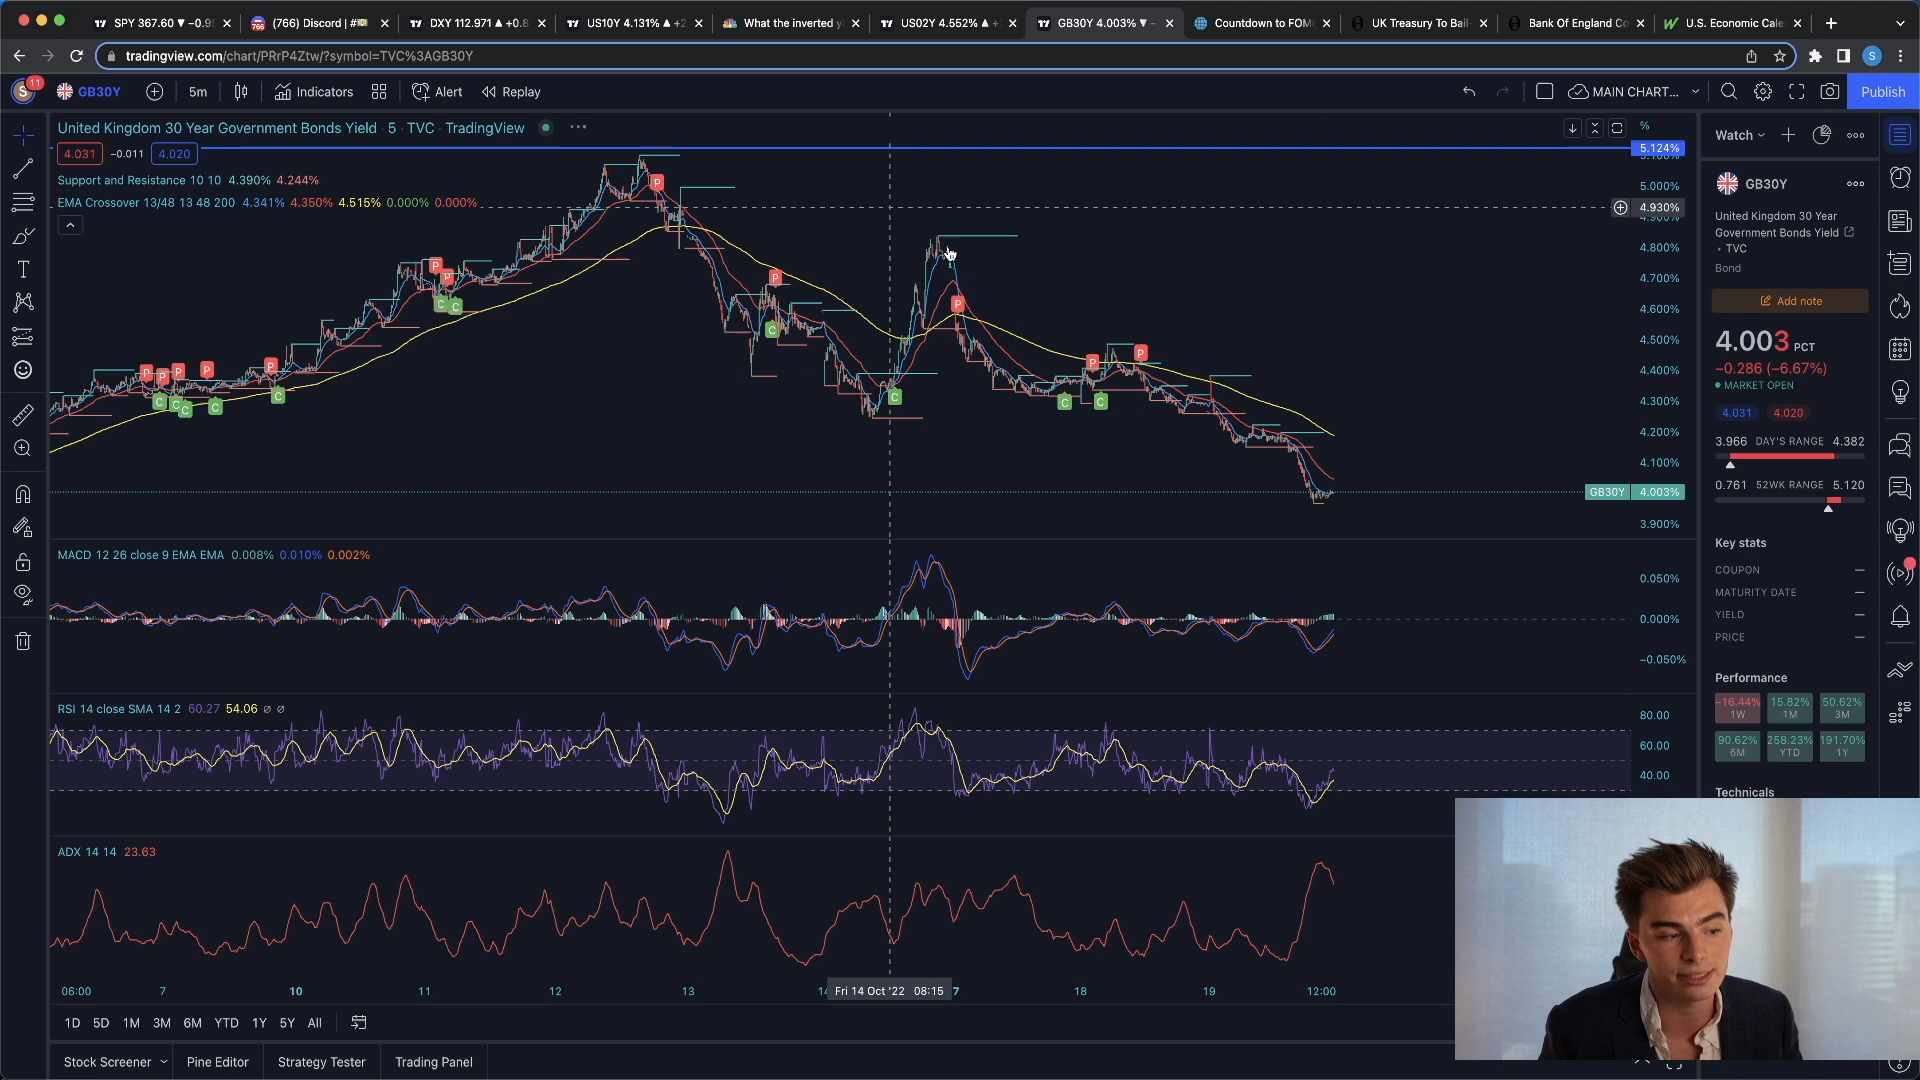 SPY 367.60 ▼ −0.9
(766) Discord | #
DXY 112.971 ▲ +0.8
US10Y 4.131% ▲ +2
What the inverted y
US02Y 4.552% ▲ +
GB30Y 4.003% ▼ −
Countdown to FOM
UK Treasury To Bail-
Bank Of England Co
U.S. Economic Cale
tradingview.com/chart/PRrP4Ztw/?symbol=TVC%3AGB30Y
S
S 11
GB30Y
5m
Indicators
Alert
Replay
MAIN CHART...
Publish
United Kingdom 30 Year Government Bonds Yield · 5 · TVC · TradingView
4.031 −0.011 4.020
Support and Resistance 10 10 4.390% 4.244%
EMA Crossover 13/48 13 48 200 4.341% 4.350% 4.515% 0.000% 0.000%
%
5.124%
5.100%
5.000%
4.930%
4.900%
4.800%
4.700%
4.600%
4.500%
4.400%
4.300%
4.200%
4.100%
GB30Y 4.003%
3.900%
P
P
P
P
P
P
P
P
P
P
P
P
C
C
C
C
C
C
C
C
C
C
C
MACD 12 26 close 9 EMA EMA 0.008% 0.010% 0.002%
0.050%
0.000%
−0.050%
RSI 14 close SMA 14 2 60.27 54.06 ∅ ∅
80.00
60.00
40.00
ADX 14 14 23.63
06:00 7 10 11 12 13 14 Fri 14 Oct '22 08:15 7 18 19 12:00
1D 5D 1M 3M 6M YTD 1Y 5Y All
Stock Screener
Pine Editor
Strategy Tester
Trading Panel
Watch
GB30Y
United Kingdom 30 Year
Government Bonds Yield
• TVC
Bond
Add note
4.003 PCT
−0.286 (−6.67%)
MARKET OPEN
4.031 4.020
3.966 DAY'S RANGE 4.382
0.761 52WK RANGE 5.120
Key stats
COUPON —
MATURITY DATE —
YIELD —
PRICE —
Performance
−16.44% 15.82% 50.62%
1W 1M 3M
90.62% 258.23% 191.70%
6M YTD 1Y
Technicals